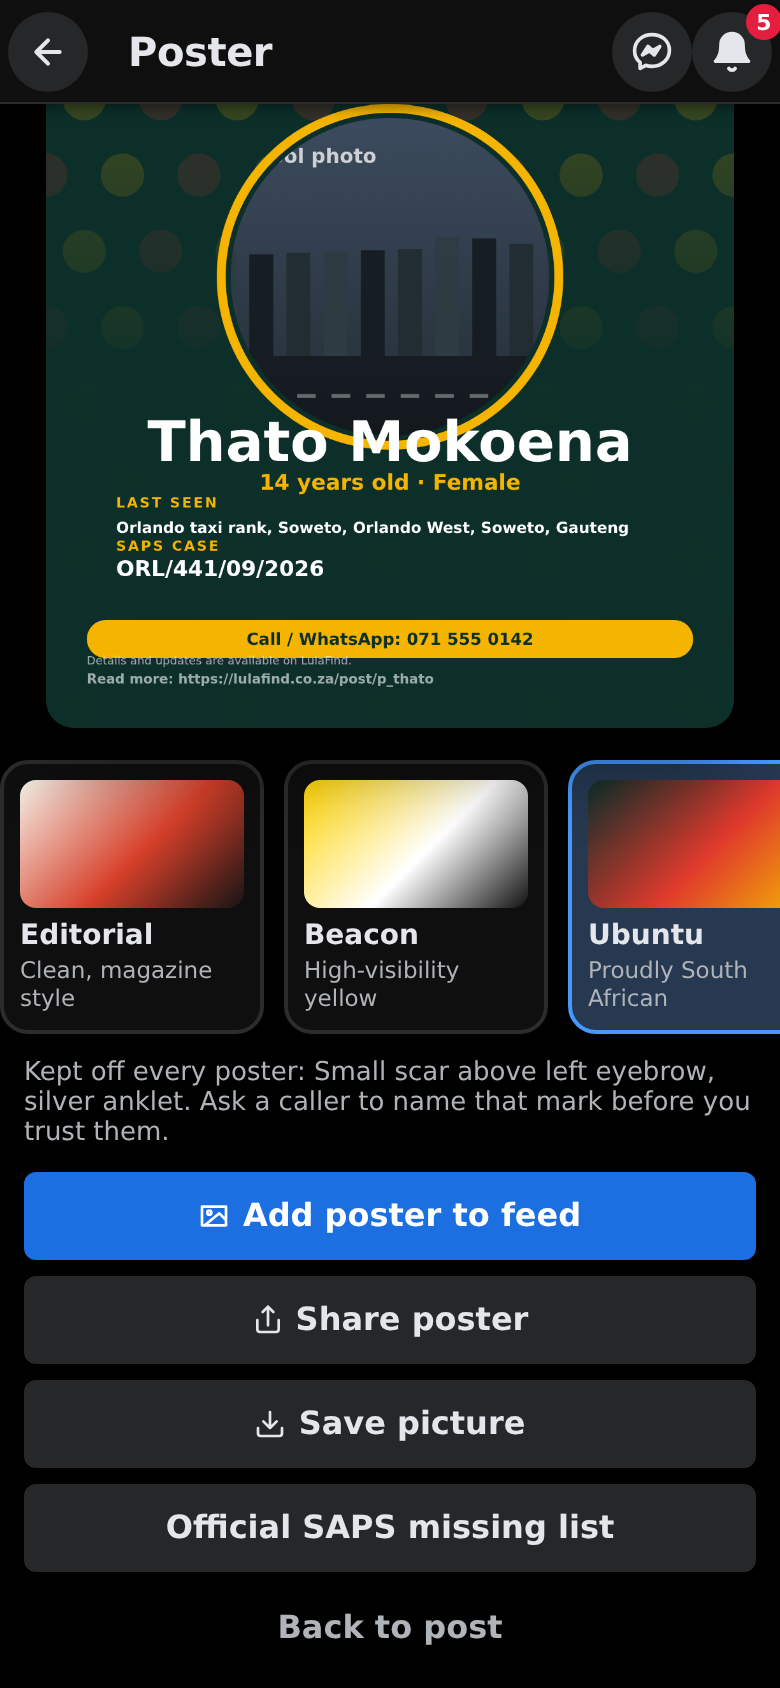 Poster
5
ol photo
Thato Mokoena
14 years old · Female
LAST SEEN
Orlando taxi rank, Soweto, Orlando West, Soweto, Gauteng
SAPS CASE
ORL/441/09/2026
Call / WhatsApp: 071 555 0142
Details and updates are available on LulaFind.
Read more: https://lulafind.co.za/post/p_thato
Editorial
Clean, magazine
style
Beacon
High-visibility
yellow
Ubuntu
Proudly South
African
Kept off every poster: Small scar above left eyebrow,
silver anklet. Ask a caller to name that mark before you
trust them.
Add poster to feed
Share poster
Save picture
Official SAPS missing list
Back to post